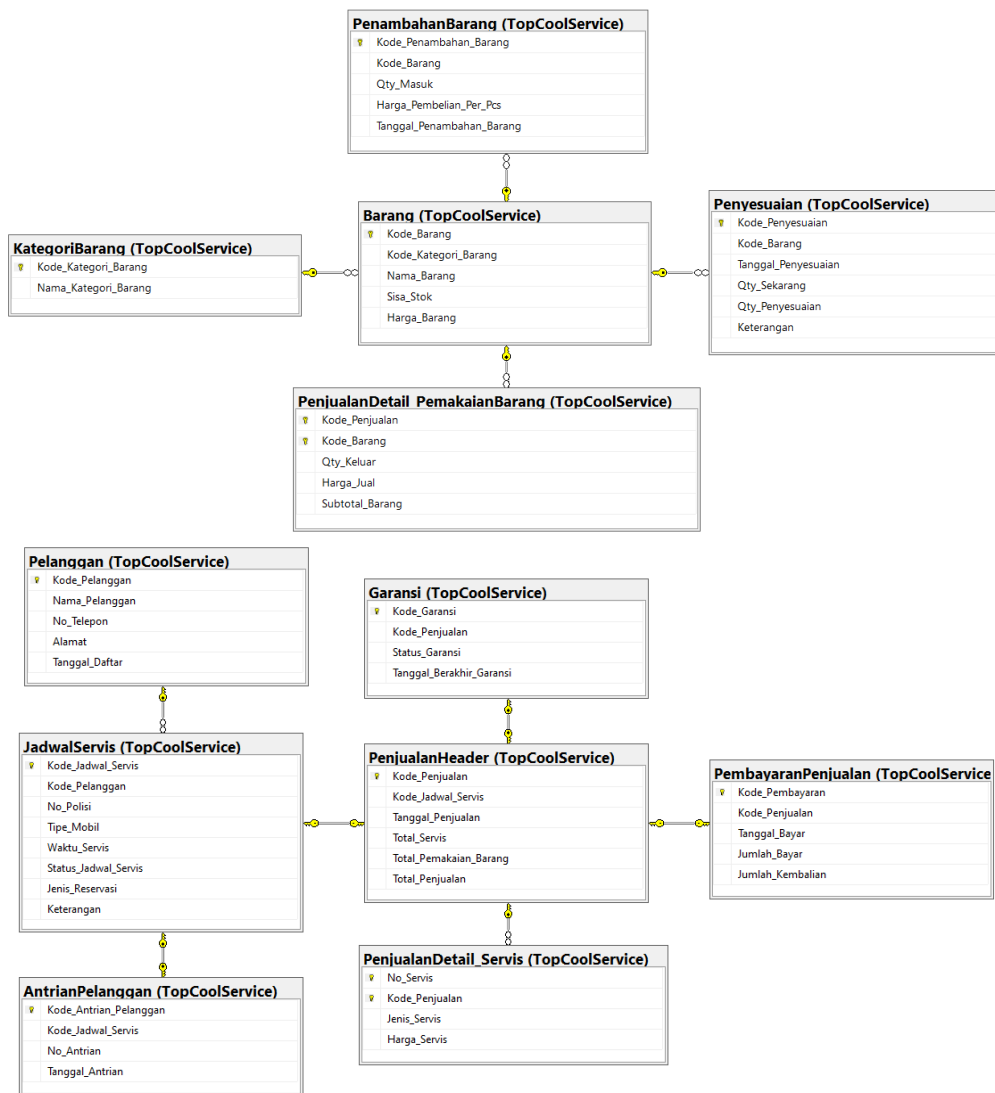 PenambahanBarang (TopCoolService)
Kode_Penambahan_Barang
Kode_Barang
Qty_Masuk
Harga_Pembelian_Per_Pcs
Tanggal_Penambahan_Barang
KategoriBarang (TopCoolService)
Kode_Kategori_Barang
Nama_Kategori_Barang
Barang (TopCoolService)
Kode_Barang
Kode_Kategori_Barang
Nama_Barang
Sisa_Stok
Harga_Barang
Penyesuaian (TopCoolService)
Kode_Penyesuaian
Kode_Barang
Tanggal_Penyesuaian
Qty_Sekarang
Qty_Penyesuaian
Keterangan
PenjualanDetail_PemakaianBarang (TopCoolService)
Kode_Penjualan
Kode_Barang
Qty_Keluar
Harga_Jual
Subtotal_Barang
Pelanggan (TopCoolService)
Kode_Pelanggan
Nama_Pelanggan
No_Telepon
Alamat
Tanggal_Daftar
Garansi (TopCoolService)
Kode_Garansi
Kode_Penjualan
Status_Garansi
Tanggal_Berakhir_Garansi
JadwalServis (TopCoolService)
Kode_Jadwal_Servis
Kode_Pelanggan
No_Polisi
Tipe_Mobil
Waktu_Servis
Status_Jadwal_Servis
Jenis_Reservasi
Keterangan
PenjualanHeader (TopCoolService)
Kode_Penjualan
Kode_Jadwal_Servis
Tanggal_Penjualan
Total_Servis
Total_Pemakaian_Barang
Total_Penjualan
PembayaranPenjualan (TopCoolService
Kode_Pembayaran
Kode_Penjualan
Tanggal_Bayar
Jumlah_Bayar
Jumlah_Kembalian
AntrianPelanggan (TopCoolService)
Kode_Antrian_Pelanggan
Kode_Jadwal_Servis
No_Antrian
Tanggal_Antrian
PenjualanDetail_Servis (TopCoolService)
No_Servis
Kode_Penjualan
Jenis_Servis
Harga_Servis